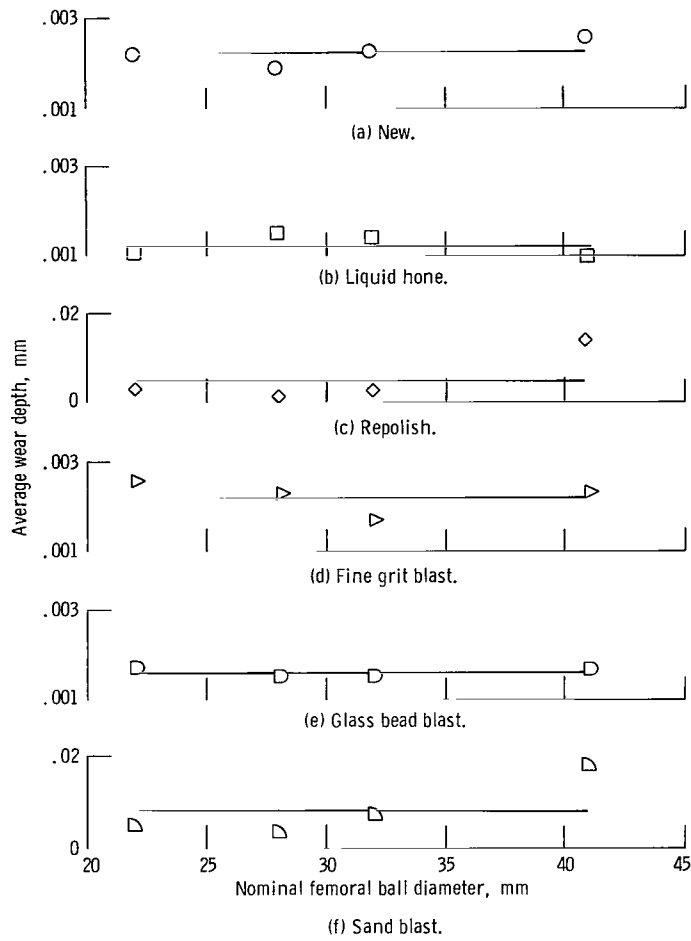 .003
.001
(a) New.
.003
.001
(b) Liquid hone.
.02
0
(c) Repolish.
.003
.001
(d) Fine grit blast.
.003
.001
(e) Glass bead blast.
.02
0
20 25 30 35 40 45
Nominal femoral ball diameter, mm
(f) Sand blast.
Average wear depth, mm